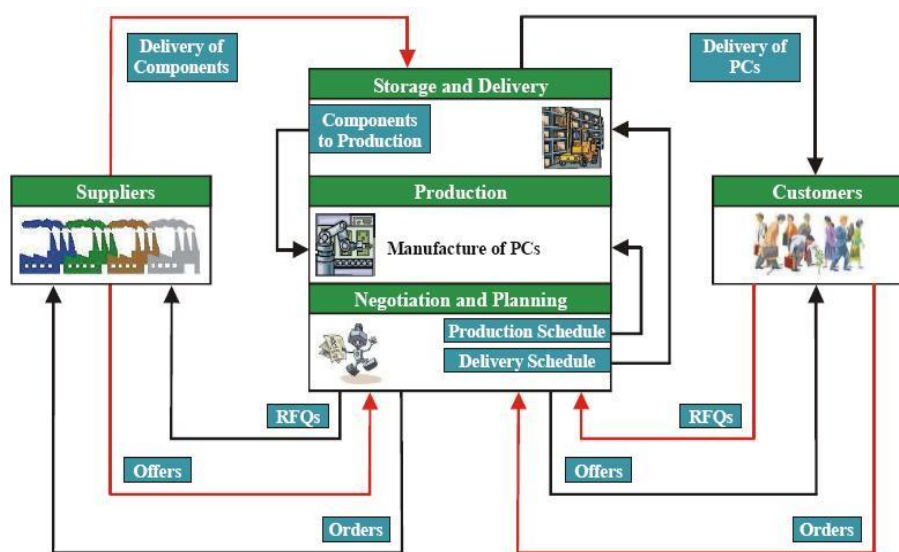 Delivery of
Components
Delivery of
PCs
Storage and Delivery
Components
to Production
Suppliers
Production
Customers
Manufacture of PCs
Negotiation and Planning
Production Schedule
Delivery Schedule
RFQs
RFQs
Offers
Offers
Orders
Orders